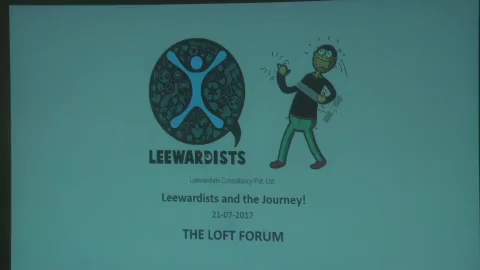 LEEWARDISTS
Leewardists Consultancy Pvt. Ltd.
Leewardists and the Journey!
21-07-2017
THE LOFT FORUM